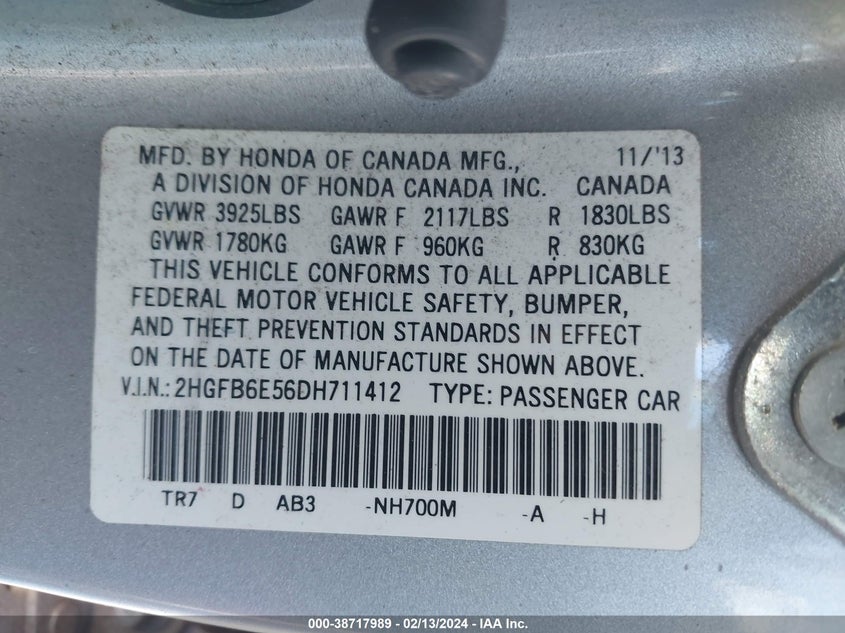 MFD. BY HONDA OF CANADA MFG., 11/'13
A DIVISION OF HONDA CANADA INC. CANADA
GVWR 3925LBS GAWR F 2117LBS R 1830LBS
GVWR 1780KG GAWR F 960KG R 830KG
THIS VEHICLE CONFORMS TO ALL APPLICABLE
FEDERAL MOTOR VEHICLE SAFETY, BUMPER,
AND THEFT PREVENTION STANDARDS IN EFFECT
ON THE DATE OF MANUFACTURE SHOWN ABOVE.
V.I.N.: 2HGFB6E56DH711412 TYPE: PASSENGER CAR
TR7 D AB3 -NH700M -A -H
000-38717989 - 02/13/2024 - IAA Inc.